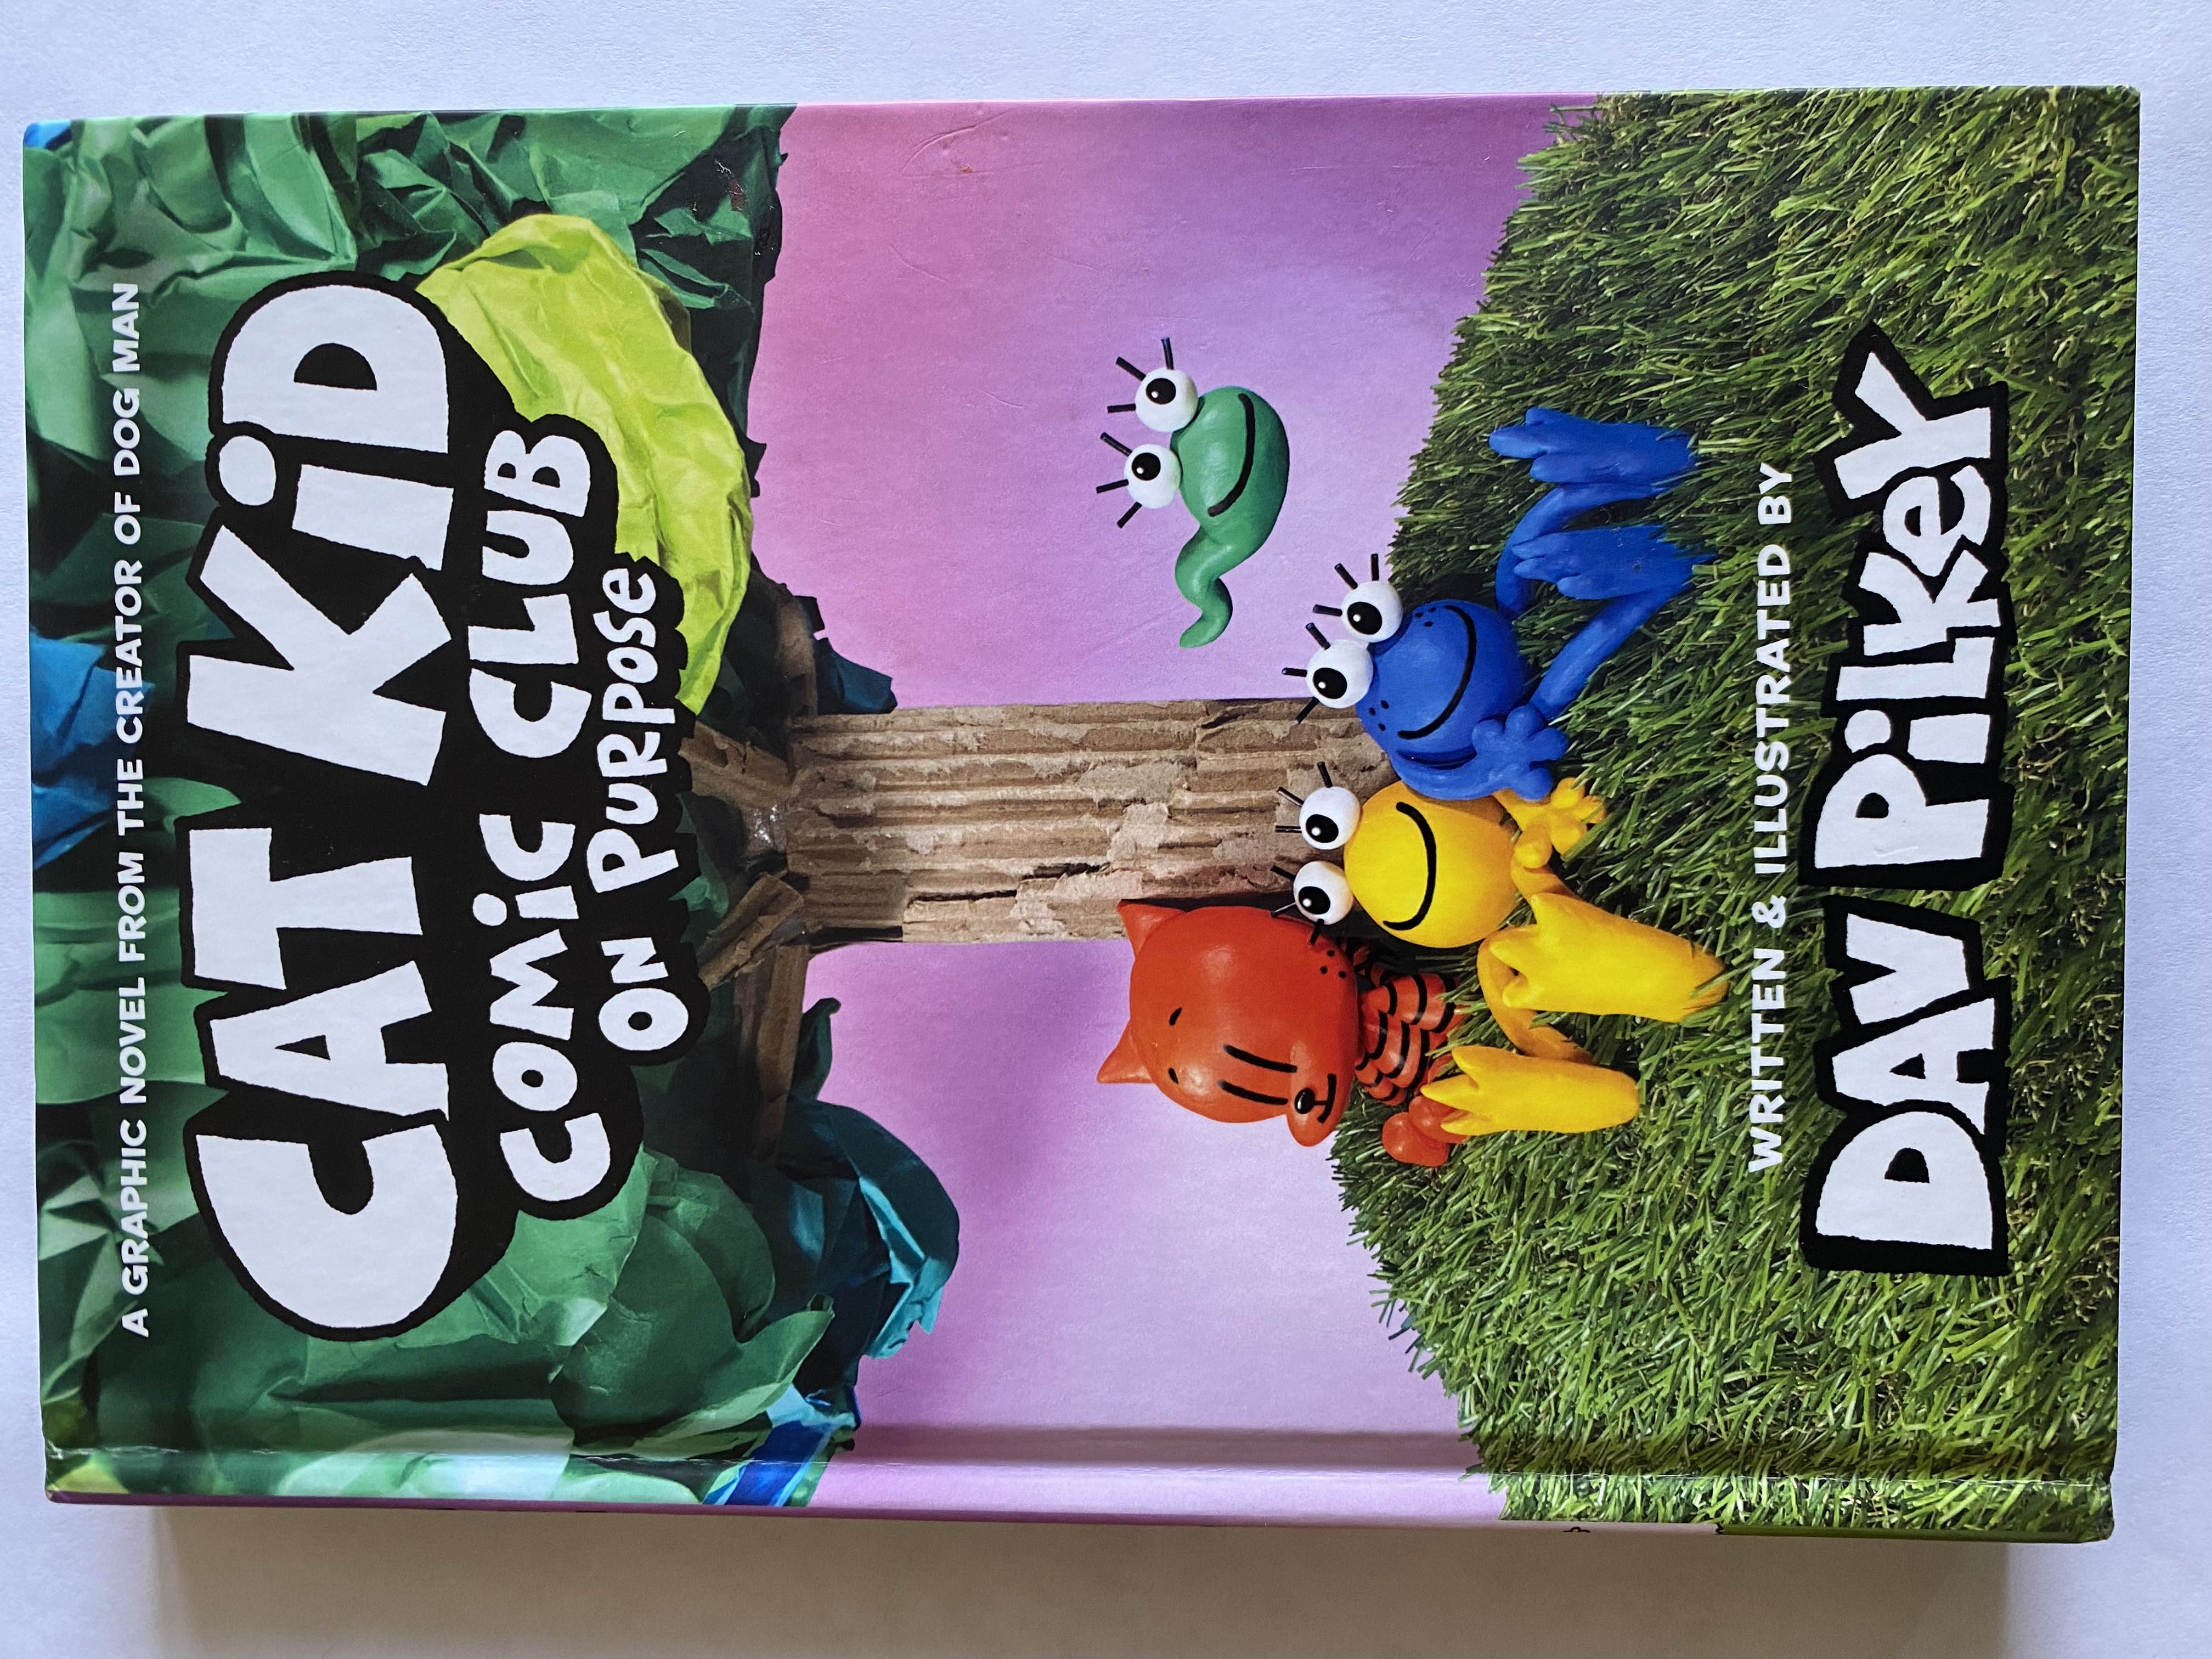 A GRAPHIC NOVEL FROM THE CREATOR OF DOG MAN
CAT KiD
COMiC CLUB
ON PURPOSe
WRITTEN & ILLUSTRATED BY
DAV PiLKeY